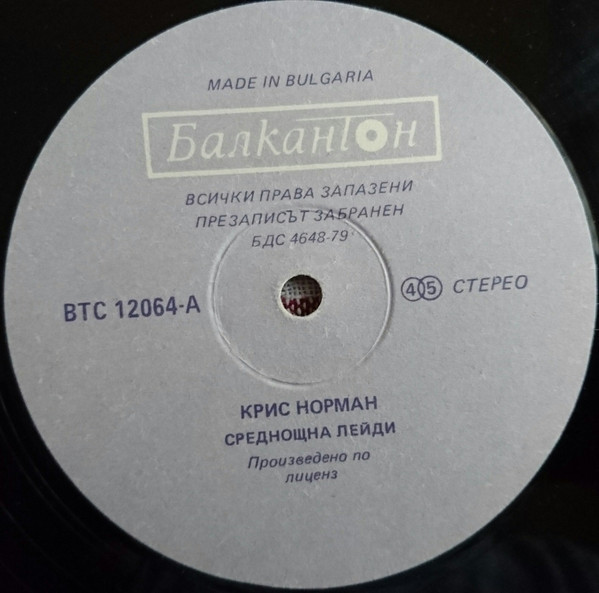 MADE IN BULGARIA
Балкантон
ВСИЧКИ ПРАВА ЗАПАЗЕНИ
ПРЕЗАПИСЪТ ЗАБРАНЕН
БДС 4648-79
ВТС 12064-А
45 СТЕРЕО
КРИС НОРМАН
СРЕДНОЩНА ЛЕЙДИ
Произведено по
лиценз